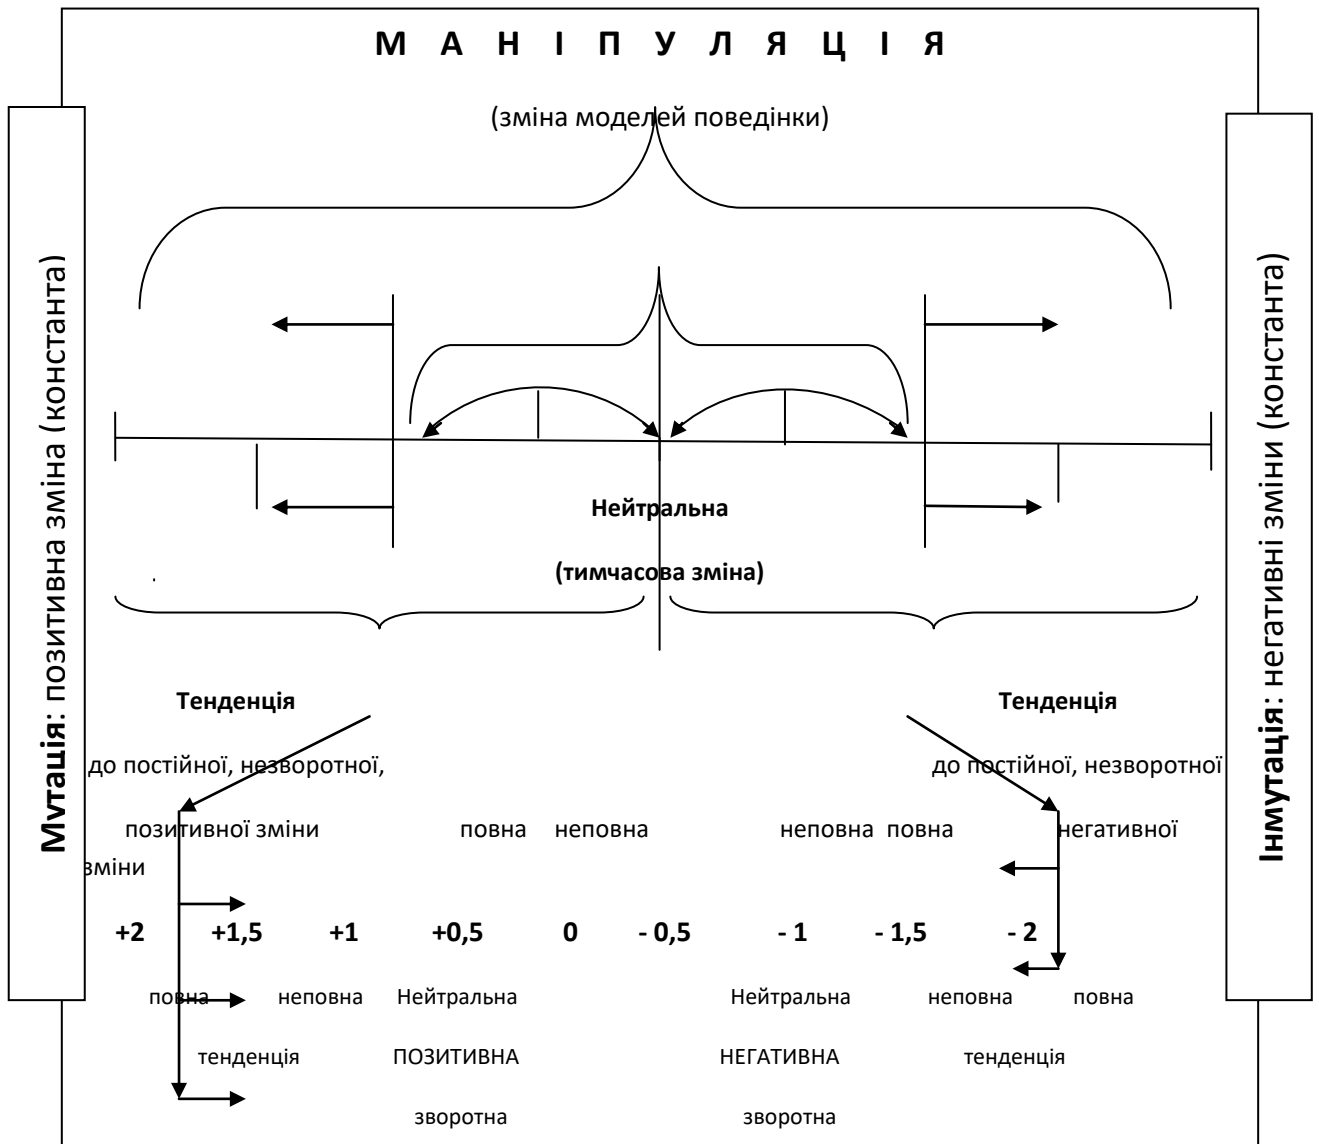 М А Н І П У Л Я Ц І Я
(зміна моделей поведінки)
Мутація: позитивна зміна (константа)
Інмутація: негативні зміни (константа)
Нейтральна
(тимчасова зміна)
Тенденція Тенденція
до постійної, незворотної, до постійної, незворотної
позитивної зміни повна неповна неповна повна негативної
зміни
+2 +1,5 +1 +0,5 0 - 0,5 - 1 - 1,5 - 2
повна неповна Нейтральна Нейтральна неповна повна
тенденція ПОЗИТИВНА НЕГАТИВНА тенденція
зворотна зворотна